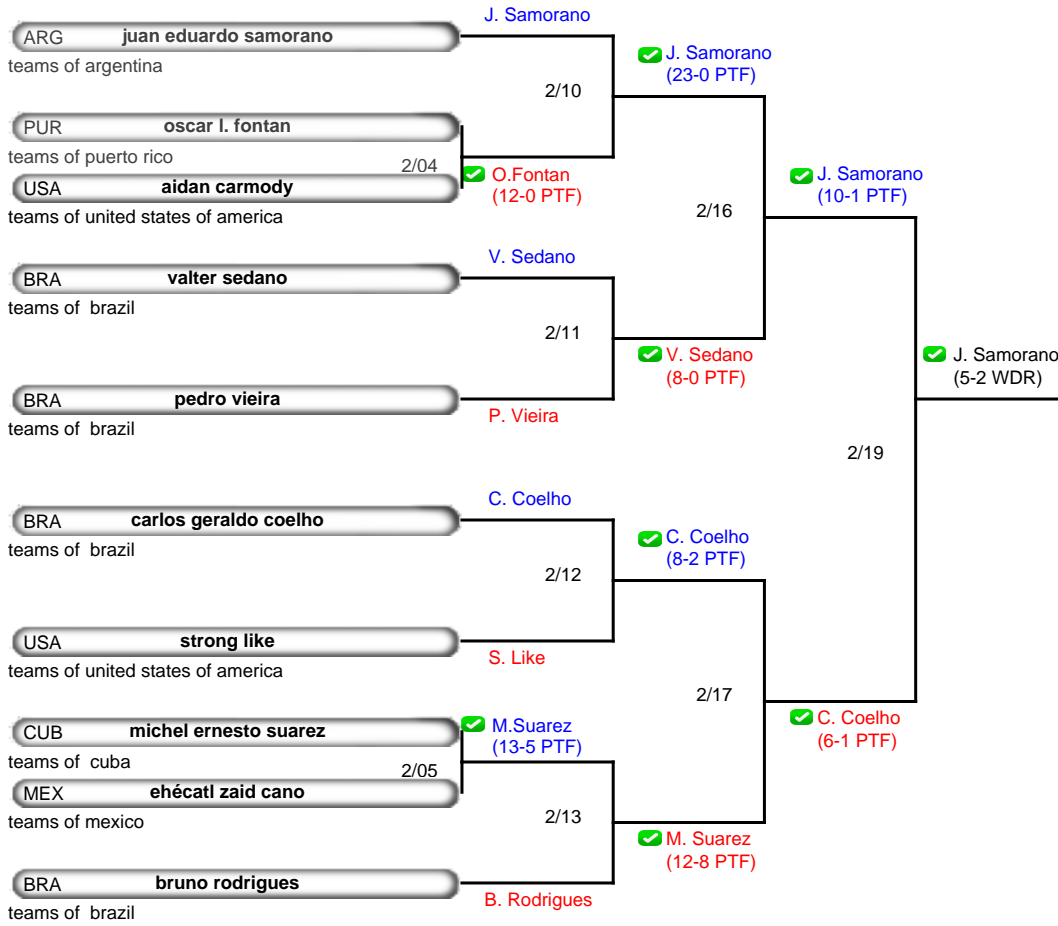 J. Samorano
ARG juan eduardo samorano
teams of argentina
J. Samorano
(23-0 PTF)
2/10
PUR oscar l. fontan
teams of puerto rico
2/04
O.Fontan
(12-0 PTF)
USA aidan carmody
teams of united states of america
J. Samorano
(10-1 PTF)
2/16
V. Sedano
BRA valter sedano
teams of  brazil
2/11
V. Sedano
(8-0 PTF)
J. Samorano
(5-2 WDR)
BRA pedro vieira
P. Vieira
teams of  brazil
2/19
C. Coelho
BRA carlos geraldo coelho
teams of  brazil
C. Coelho
(8-2 PTF)
2/12
USA strong like
S. Like
teams of united states of america
2/17
CUB michel ernesto suarez
M.Suarez
(13-5 PTF)
C. Coelho
(6-1 PTF)
teams of  cuba
2/05
MEX ehécatl zaid cano
teams of mexico
2/13
M. Suarez
(12-8 PTF)
BRA bruno rodrigues
B. Rodrigues
teams of  brazil